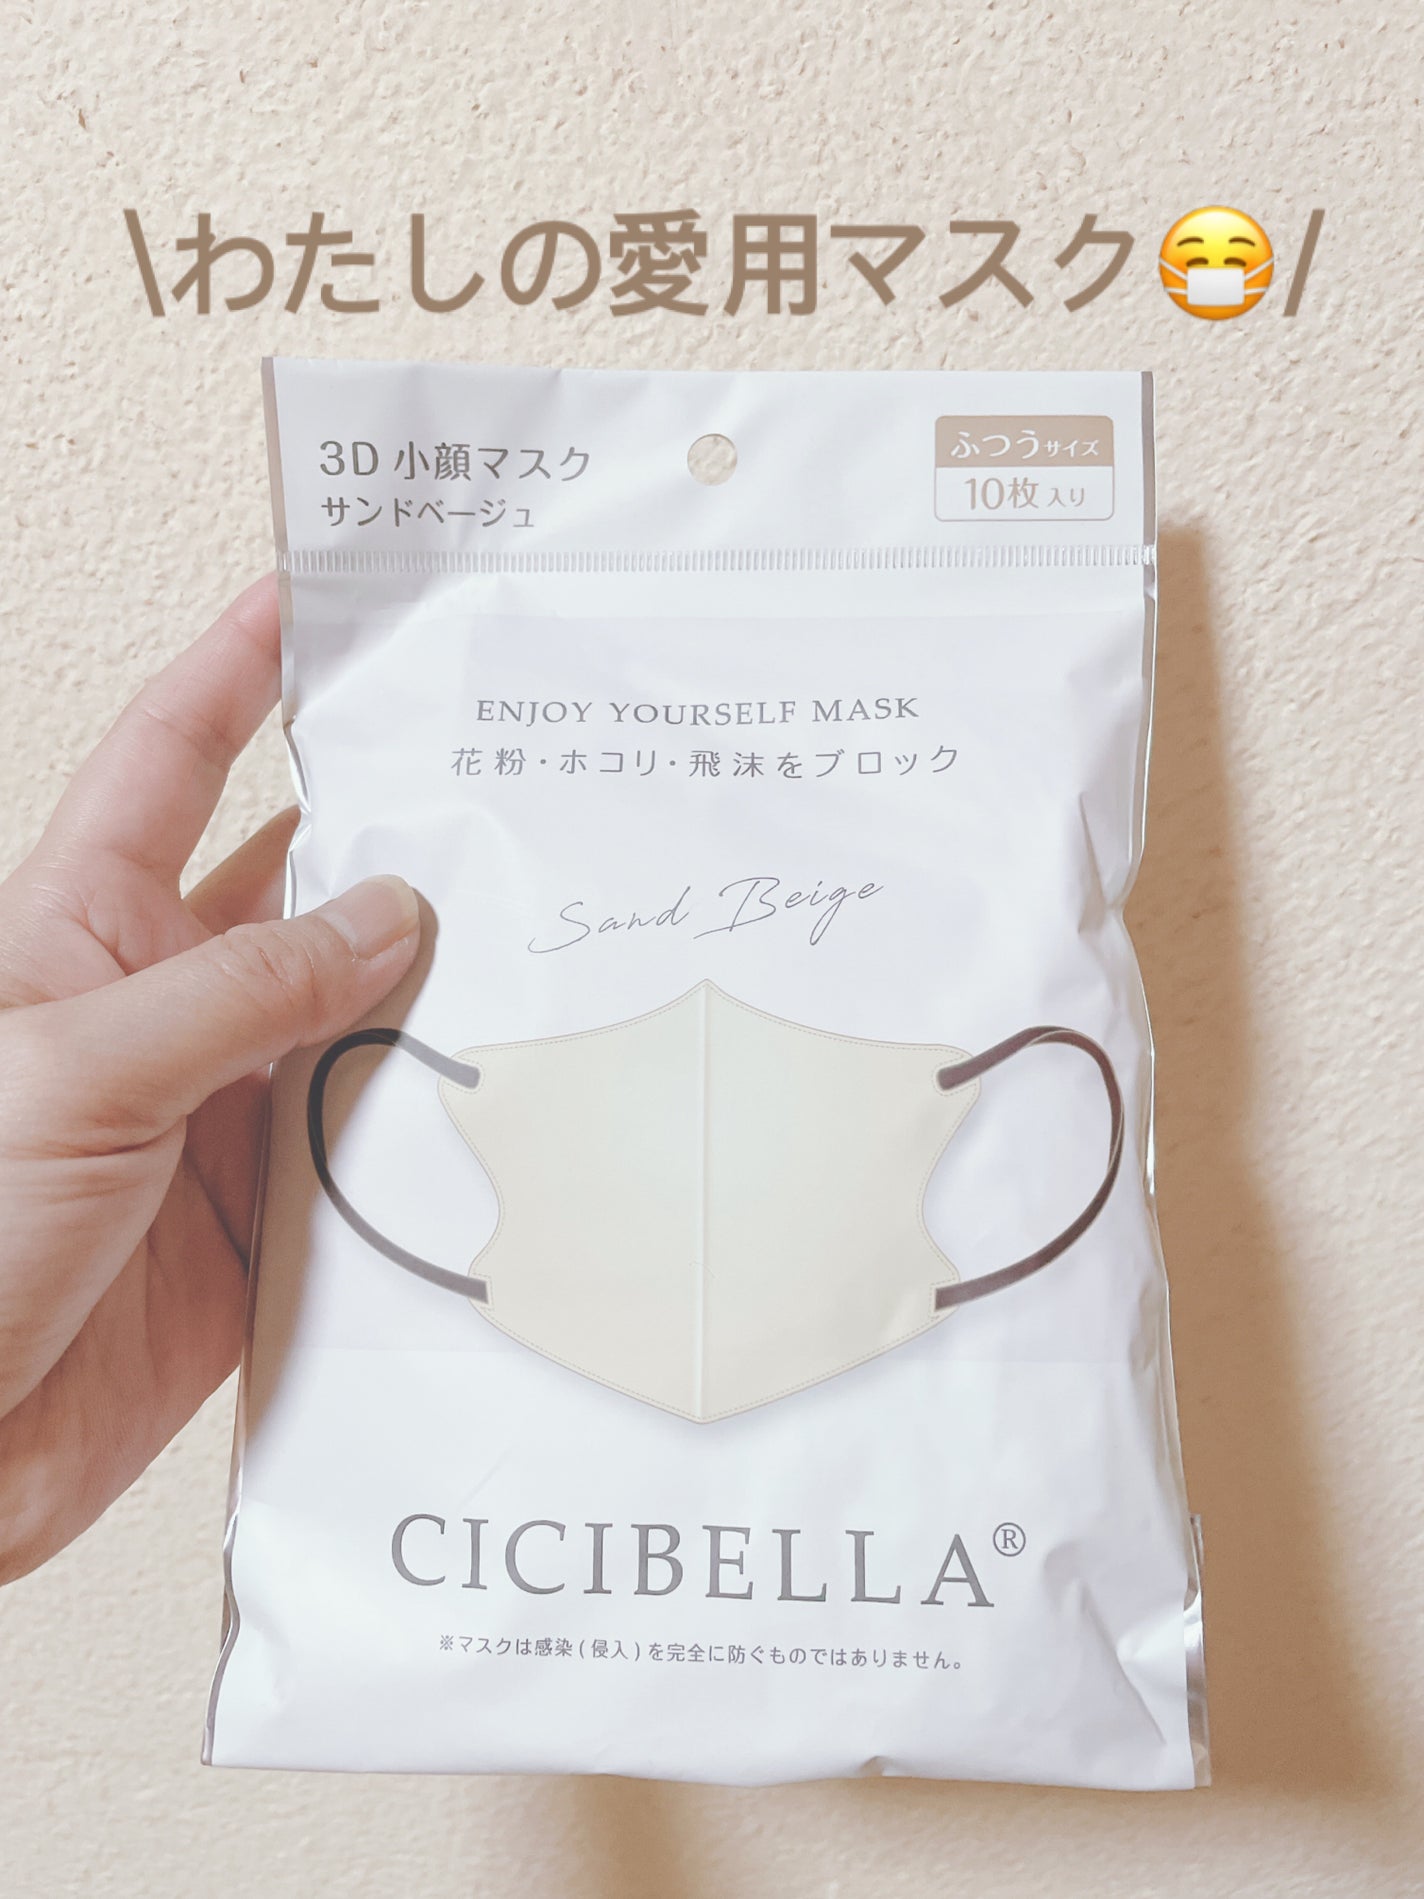 \わたしの愛用マスク😷/
3D 小顔マスク
サンドベージュ
ふつうサイズ
10枚入り
ENJOY YOURSELF MASK
花粉・ホコリ・飛沫をブロック
Sand Beige
CICIBELLA®
※マスクは感染(侵入)を完全に防ぐものではありません。